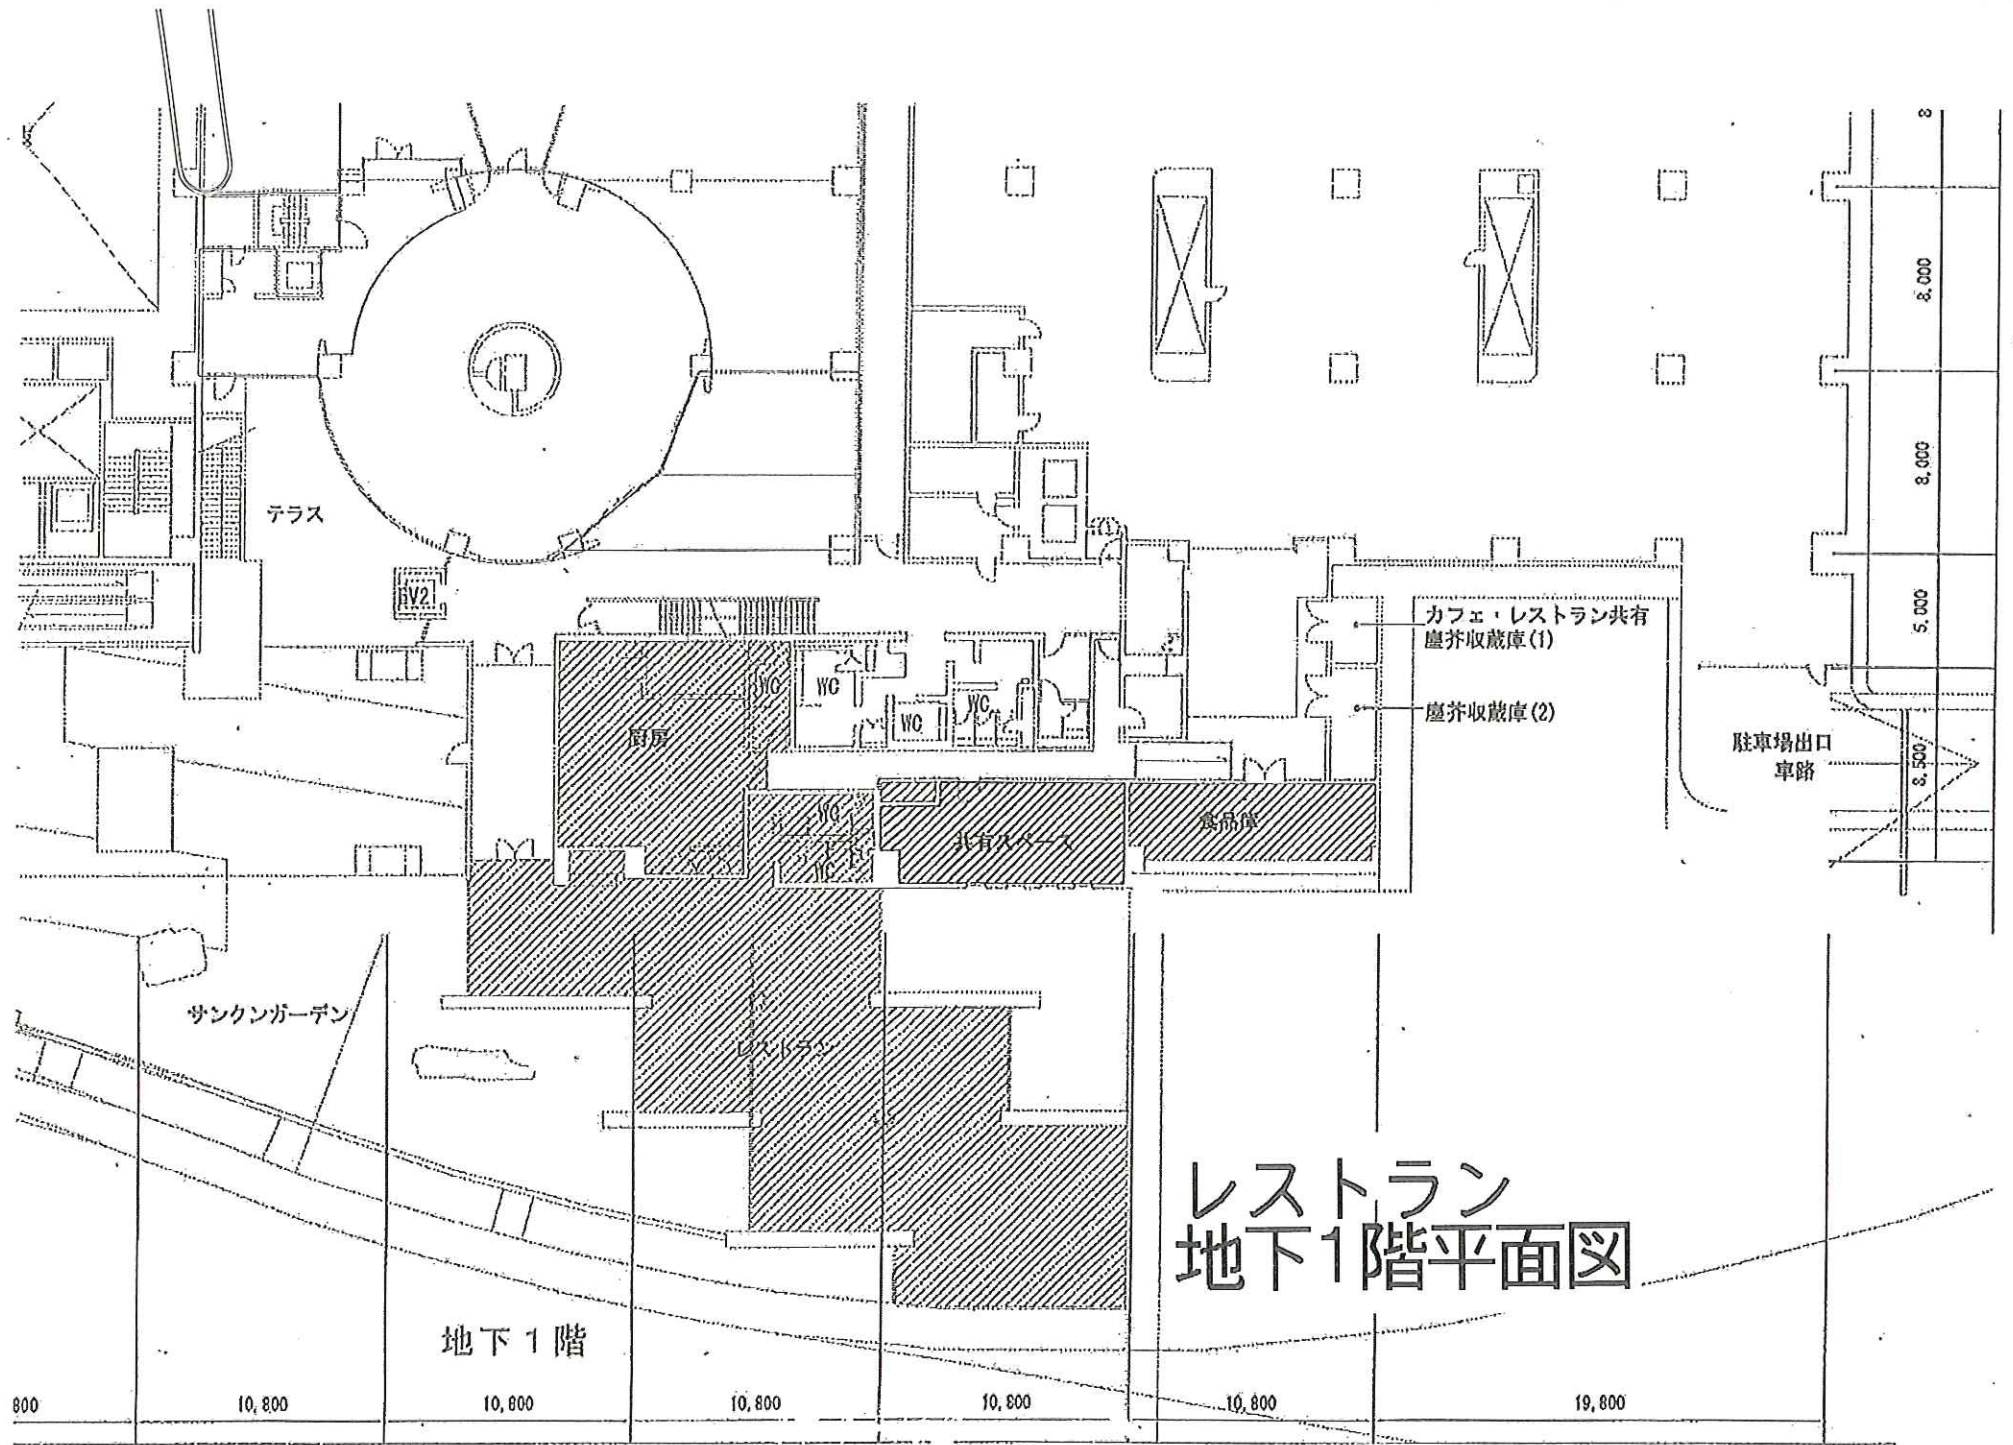 8
8,000
8,000
テラス
EV2
カフェ・レストラン共有
塵芥収蔵庫(1)
5,000
WC
WC
WC
WC
塵芥収蔵庫(2)
厨房
駐車場出口
車路
8,500
WC
共有スペース
食品庫
WC
サンクンガーデン
レストラン
レストラン
地下1階平面図
地下1階
800
10,800
10,800
10,800
10,800
10,800
19,800